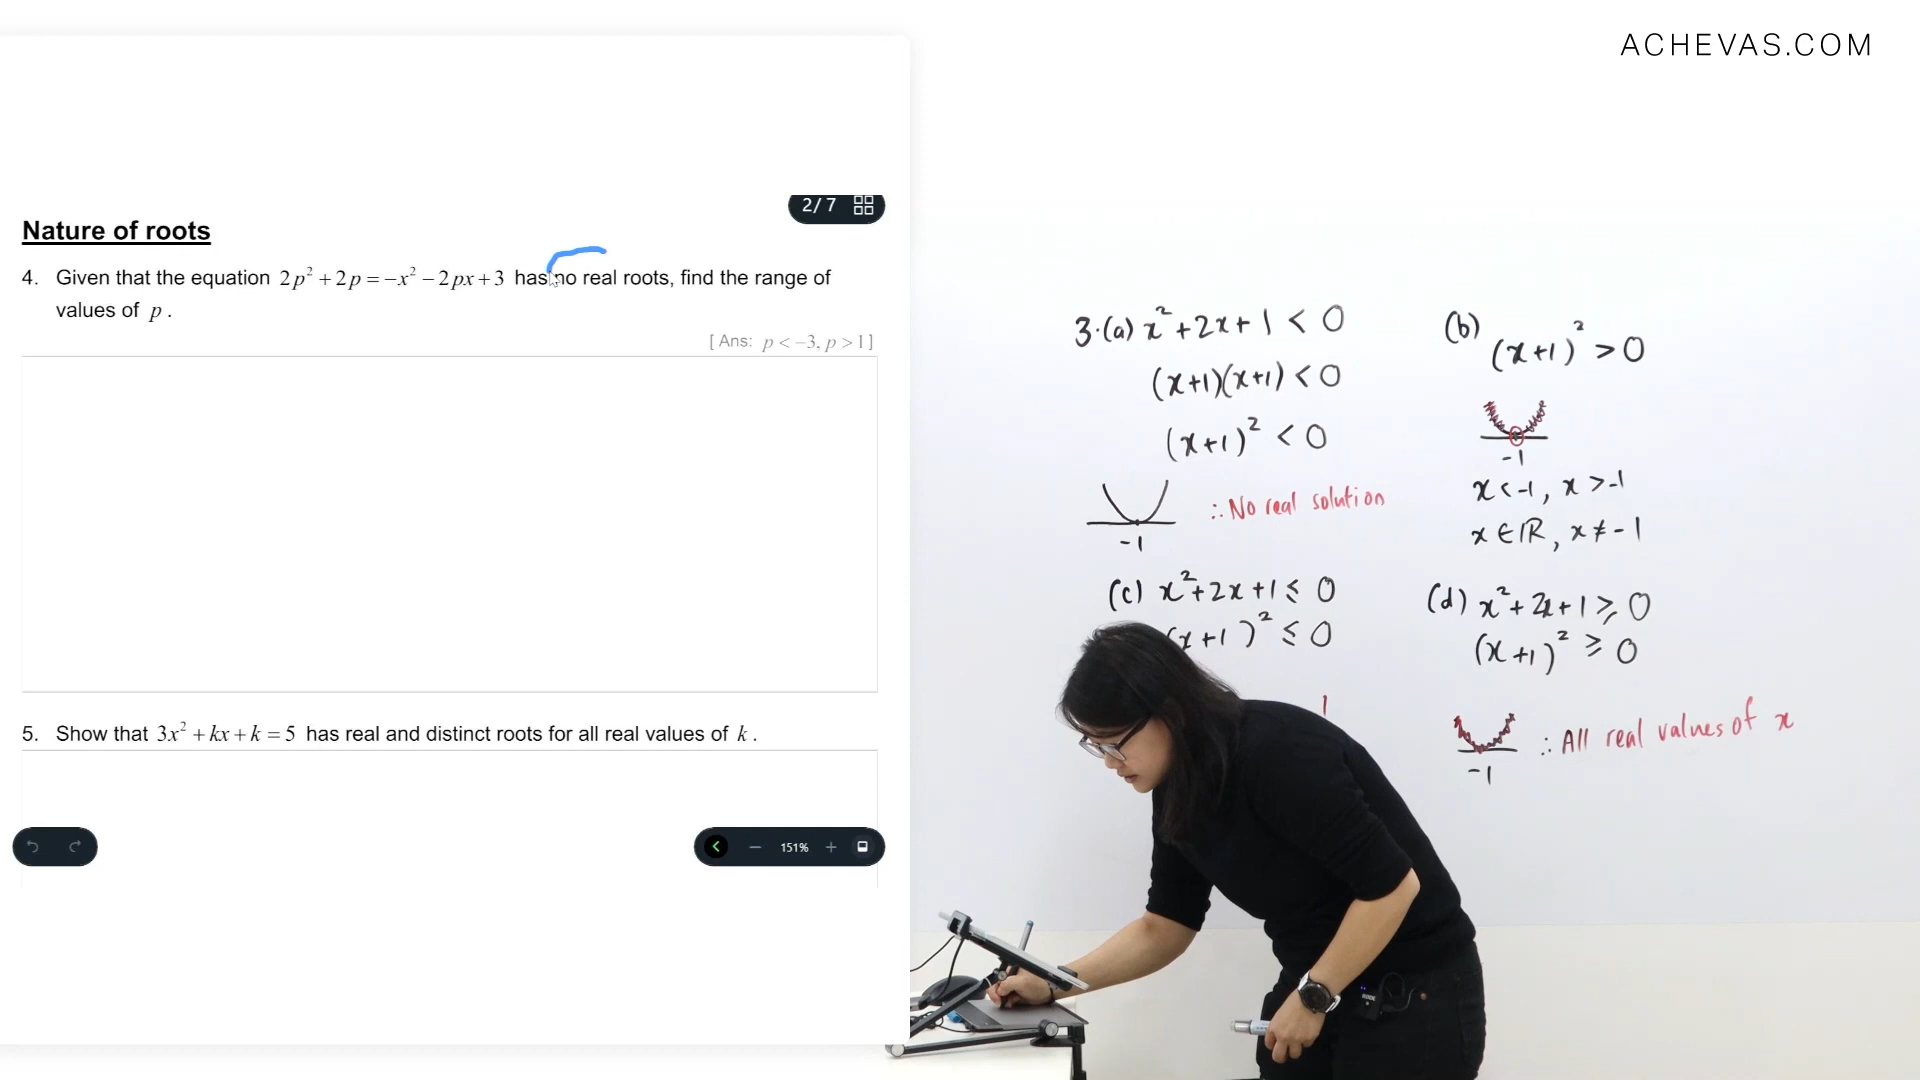 ACHEVAS.COM
2/7
Nature of roots
4. Given that the equation 2p² + 2p = −x² − 2px + 3 has no real roots, find the range of
values of p.
[ Ans: p < −3, p > 1 ]
5. Show that 3x² + kx + k = 5 has real and distinct roots for all real values of k.
151%
3.(a) x² + 2x + 1 < 0
(x+1)(x+1) < 0
(x+1)² < 0
∴ No real solution
-1
(b)
(x+1)² > 0
-1
x < -1, x > -1
x ∈ ℝ, x ≠ -1
(c) x² + 2x + 1 ≤ 0
(x+1)² ≤ 0
(d) x² + 2x + 1 ≥ 0
(x+1)² ≥ 0
∴ All real values of x
-1